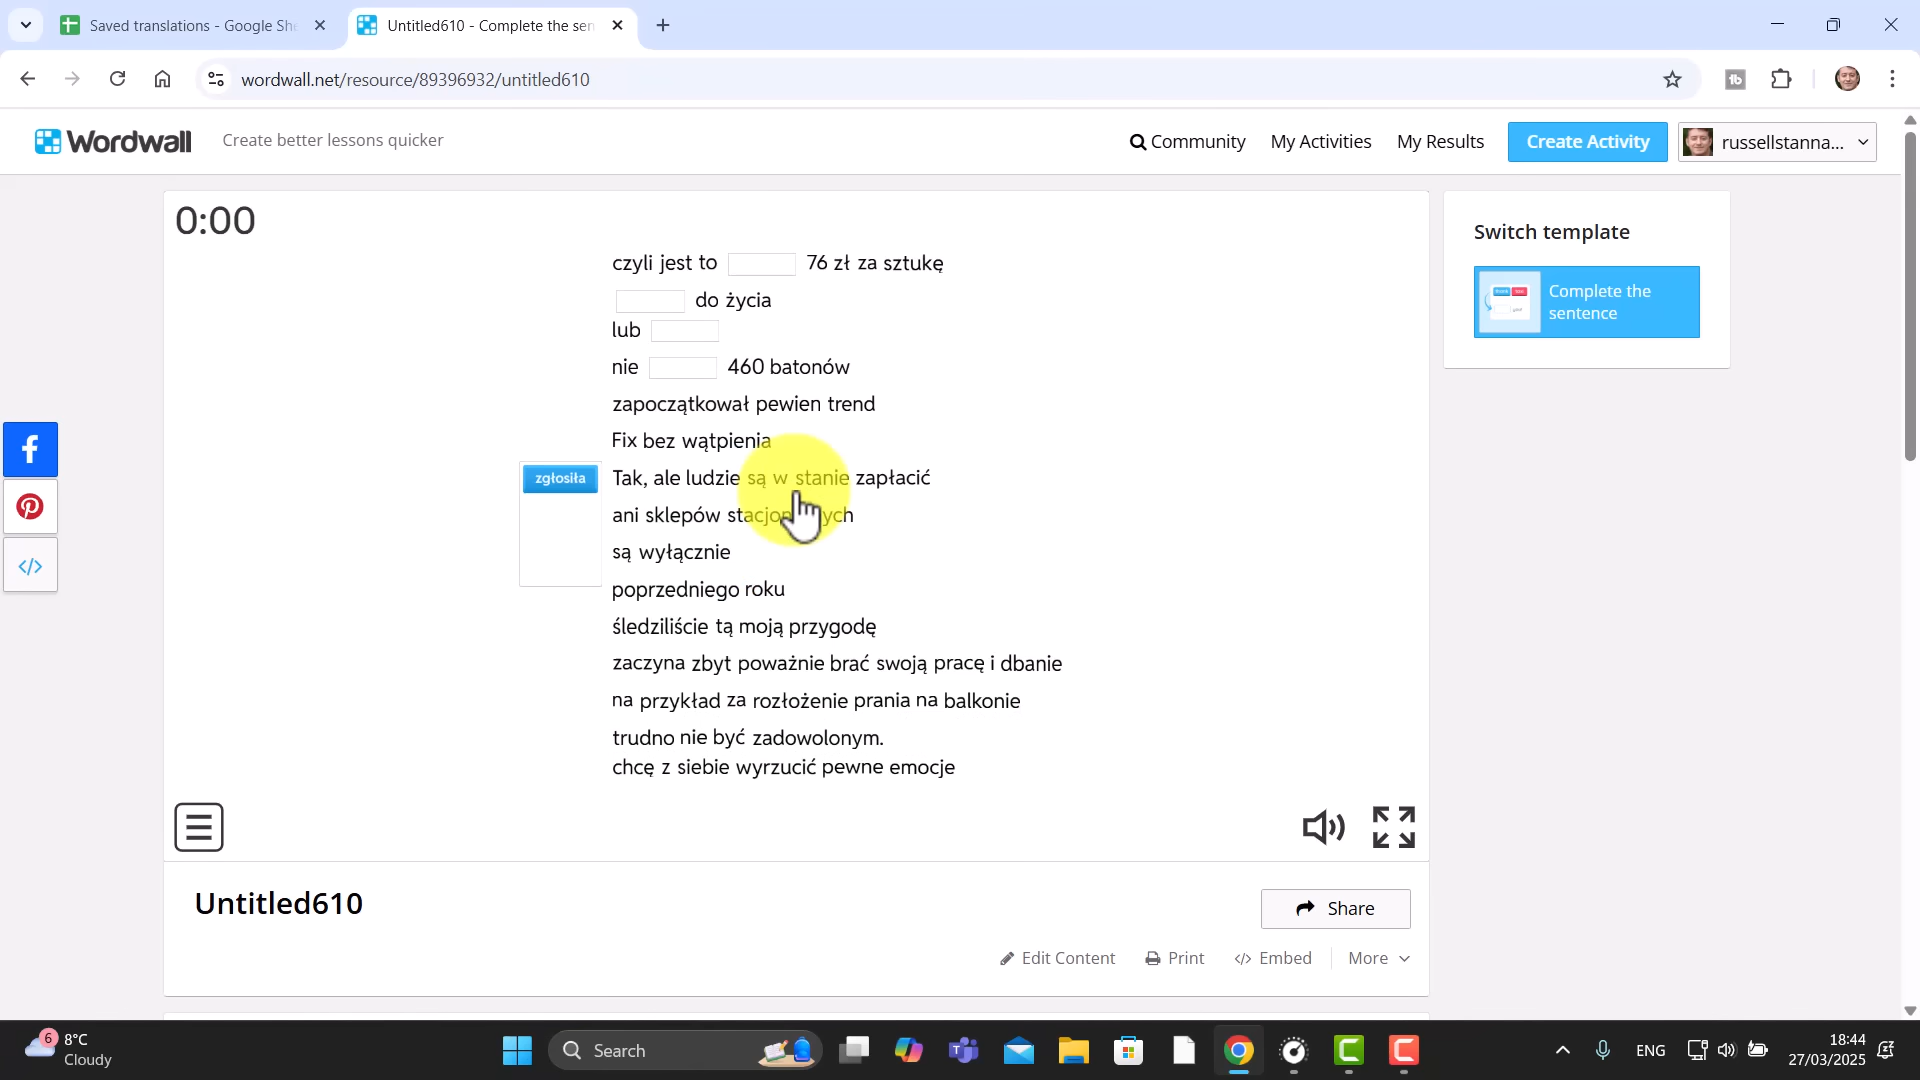 Saved translations - Google Sh
Untitled610 - Complete the sen
wordwall.net/resource/89396932/untitled610
Wordwall
Create better lessons quicker
Community
My Activities
My Results
Create Activity
russellstanna...
0:00
czyli jest to 76 zł za sztukę
do życia
lub
nie 460 batonów
zapoczątkował pewien trend
Fix bez wątpienia
zgłosiła
Tak, ale ludzie są w stanie zapłacić
ani sklepów
są wyłącznie
poprzedniego roku
śledziliście tą moją przygodę
zaczyna zbyt poważnie brać swoją pracę i dbanie
na przykład za rozłożenie prania na balkonie
trudno nie być zadowolonym.
chcę z siebie wyrzucić pewne emocje
Switch template
Complete the
sentence
Untitled610
Share
Edit Content
Print
Embed
More
6
8°C
Cloudy
Search
ENG
18:44
27/03/2025